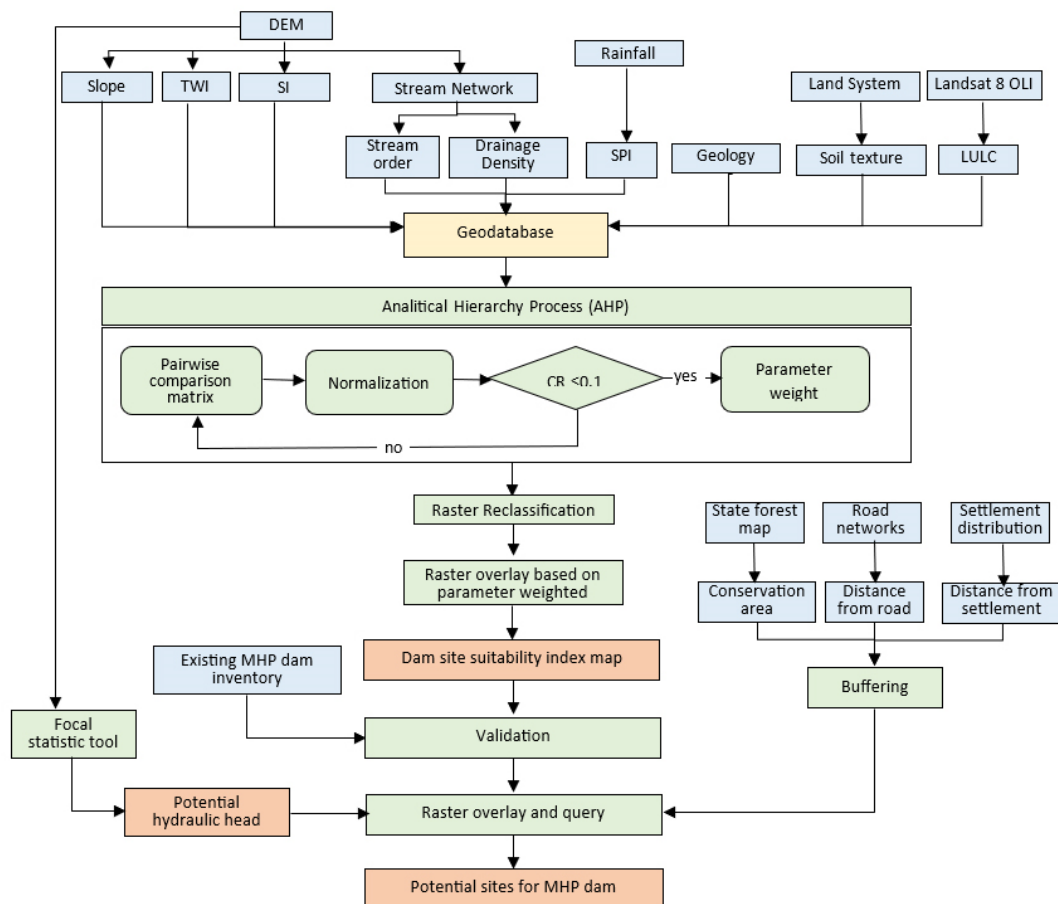 DEM
Rainfall
Slope
TWI
SI
Stream Network
Land System
Landsat 8 OLI
Stream
order
Drainage
Density
SPI
Geology
Soil texture
LULC
Geodatabase
Analitical Hierarchy Process (AHP)
Pairwise
comparison
matrix
Normalization
CR <0.1
yes
Parameter
weight
no
Raster Reclassification
State forest
map
Road
networks
Settlement
distribution
Raster overlay based on
parameter weighted
Conservation
area
Distance
from road
Distance from
settlement
Existing MHP dam
inventory
Dam site suitability index map
Buffering
Focal
statistic tool
Validation
Potential
hydraulic head
Raster overlay and query
Potential sites for MHP dam